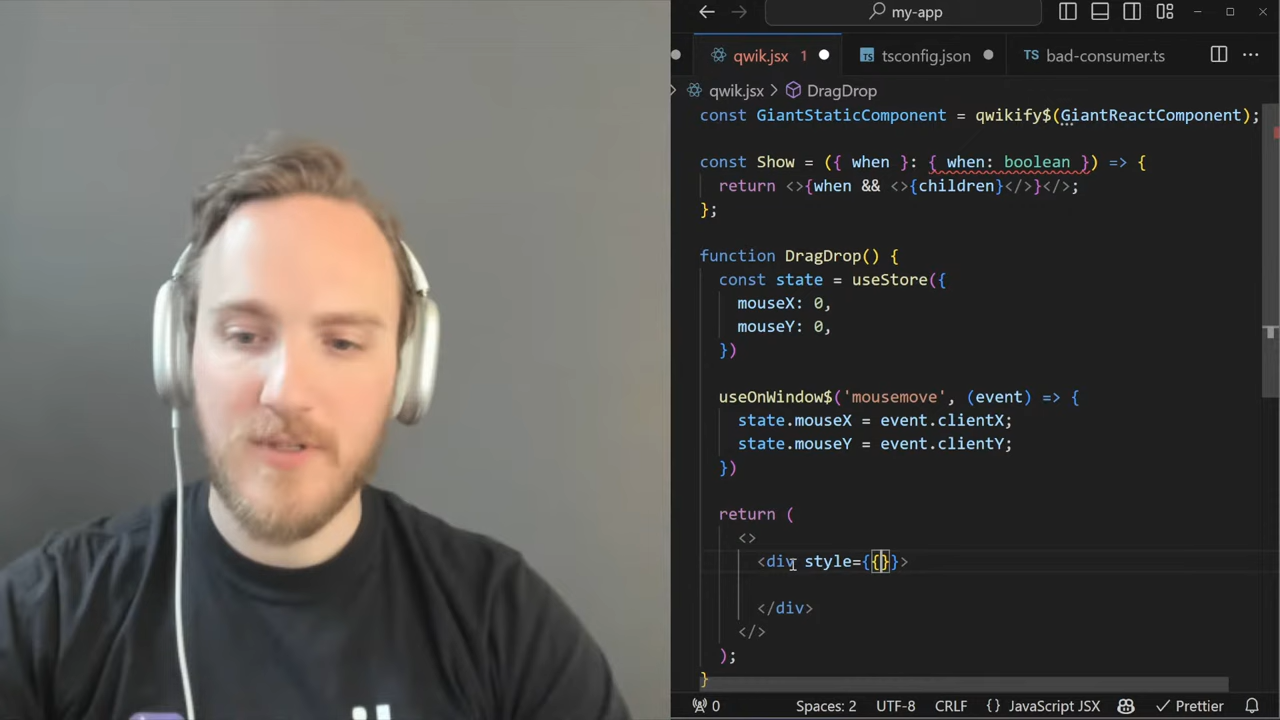 my-app
qwik.jsx 1 tsconfig.json TS bad-consumer.ts
qwik.jsx > DragDrop
const GiantStaticComponent = qwikify$(GiantReactComponent);
const Show = ({ when }: { when: boolean }) => {
return <>{when && <>{children}</>}</>;
};
function DragDrop() {
const state = useStore({
mouseX: 0,
mouseY: 0,
})
useOnWindow$('mousemove', (event) => {
state.mouseX = event.clientX;
state.mouseY = event.clientY;
})
return (
<>
<div style={{}}>
</div>
</>
);
}
0 Spaces: 2 UTF-8 CRLF {} JavaScript JSX Prettier